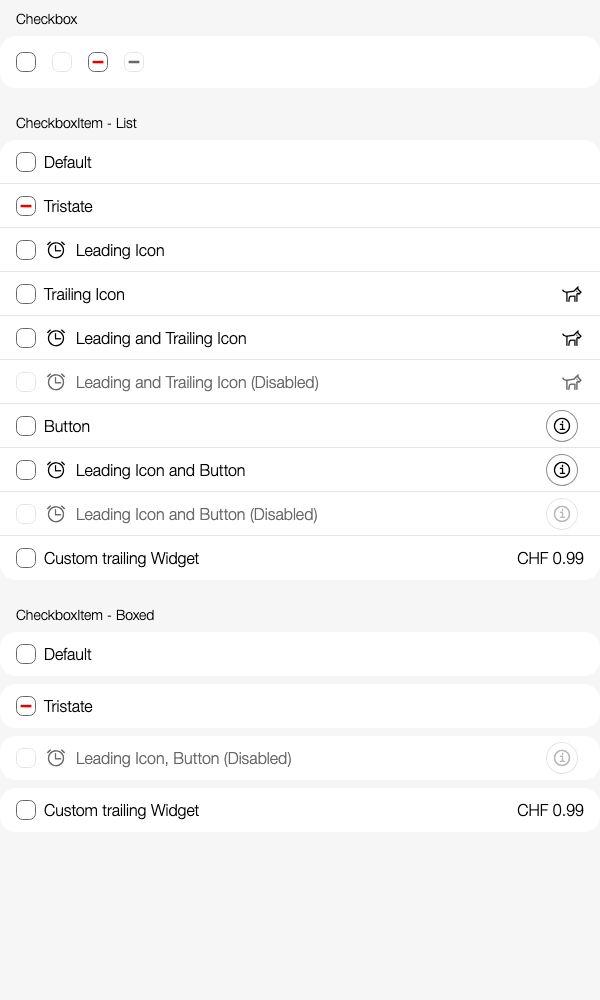 Checkbox
CheckboxItem - List
Default
Tristate
Leading Icon
Trailing Icon
Leading and Trailing Icon
Leading and Trailing Icon (Disabled)
Button
Leading Icon and Button
Leading Icon and Button (Disabled)
Custom trailing Widget CHF 0.99
CheckboxItem - Boxed
Default
Tristate
Leading Icon, Button (Disabled)
Custom trailing Widget CHF 0.99